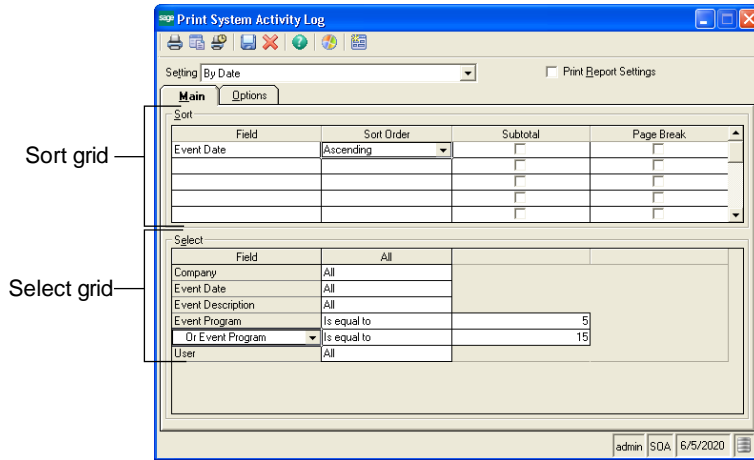 sage Print System Activity Log
Setting By Date Print Report Settings
Main Options
Sort
Field Sort Order Subtotal Page Break
Event Date Ascending
Sort grid
Select
Field All
Company All
Event Date All
Select grid
Event Description All
Event Program Is equal to 5
Or Event Program Is equal to 15
User All
admin SOA 6/5/2020